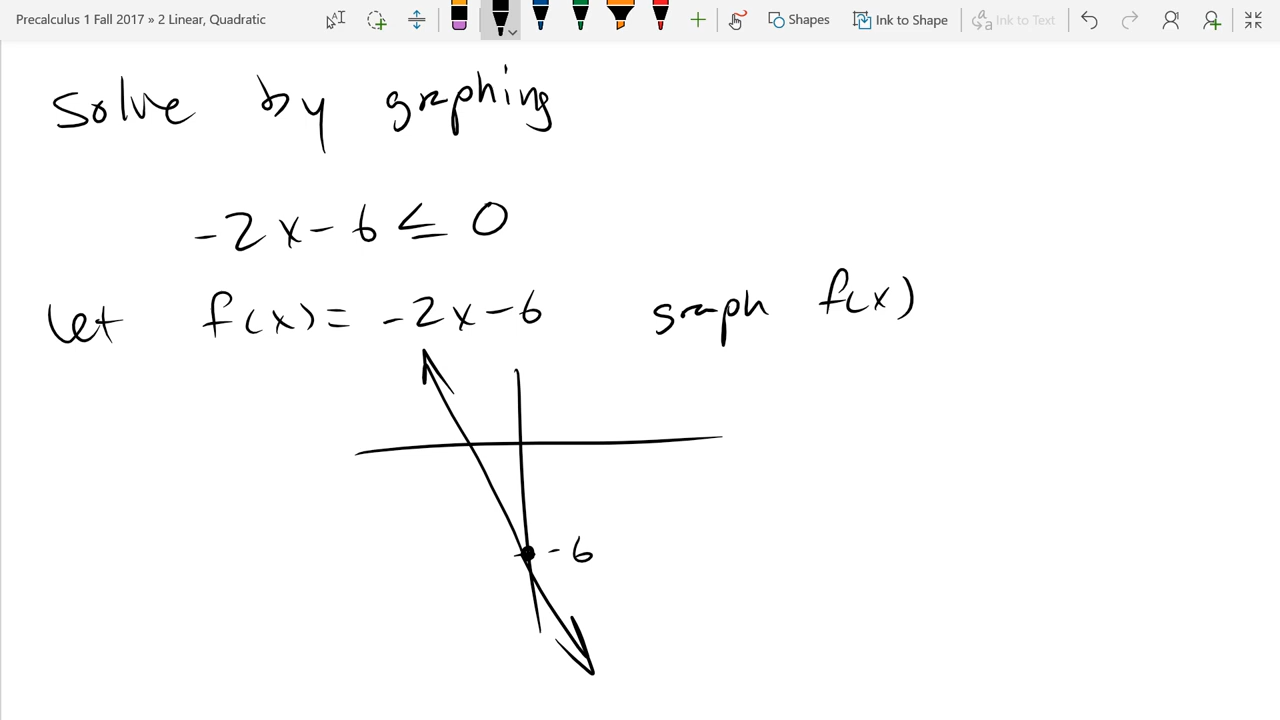 Precalculus 1 Fall 2017 » 2 Linear, Quadratic
Shapes
Ink to Shape
Ink to Text
solve by graphing
-2x-6≤0
let f(x)= -2x-6 graph f(x)
-6